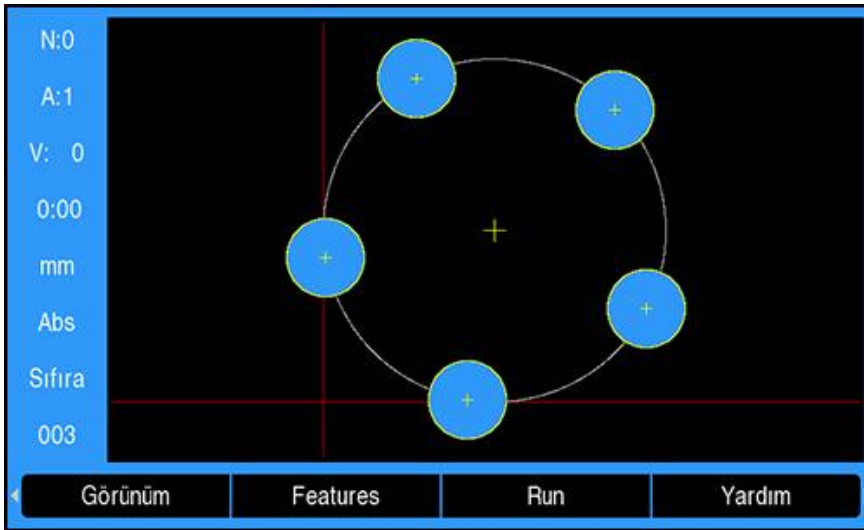 N:0
A:1
V: 0
0:00
mm
Abs
Sıfıra
003
Görünüm Features Run Yardım